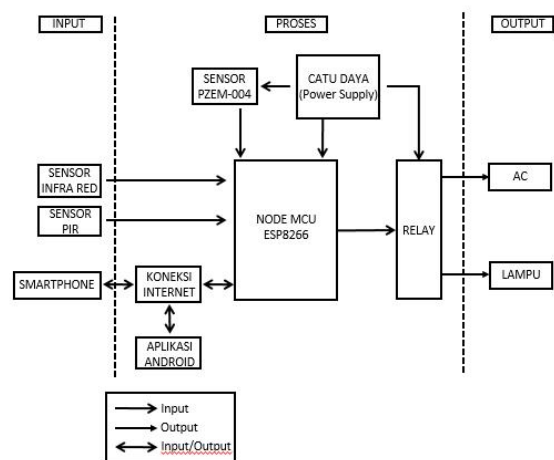 INPUT
PROSES
OUTPUT
SENSOR
PZEM-004
CATU DAYA
(Power Supply)
SENSOR
INFRA RED
SENSOR
PIR
NODE MCU
ESP8266
RELAY
AC
LAMPU
SMARTPHONE
KONEKSI
INTERNET
APLIKASI
ANDROID
Input
Output
Input/Output